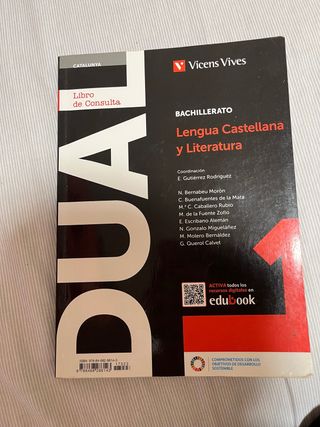 CATALUNYA
Libro
de Consulta
DUAL
Vicens Vives
BACHILLERATO
Lengua Castellana
y Literatura
Coordinación
E. Gutiérrez Rodríguez
N. Bernabeu Morón
C. Buenafuentes de la Mata
M.ª C. Caballero Rubio
M. de la Fuente Zofío
E. Escribano Alemán
N. Gonzalo Migueláñez
M. Molero Bernáldez
G. Querol Calvet
1
ACTIVA todos los
recursos digitales en
edubook
COMPROMETIDOS CON LOS
OBJETIVOS DE DESARROLLO
SOSTENIBLE